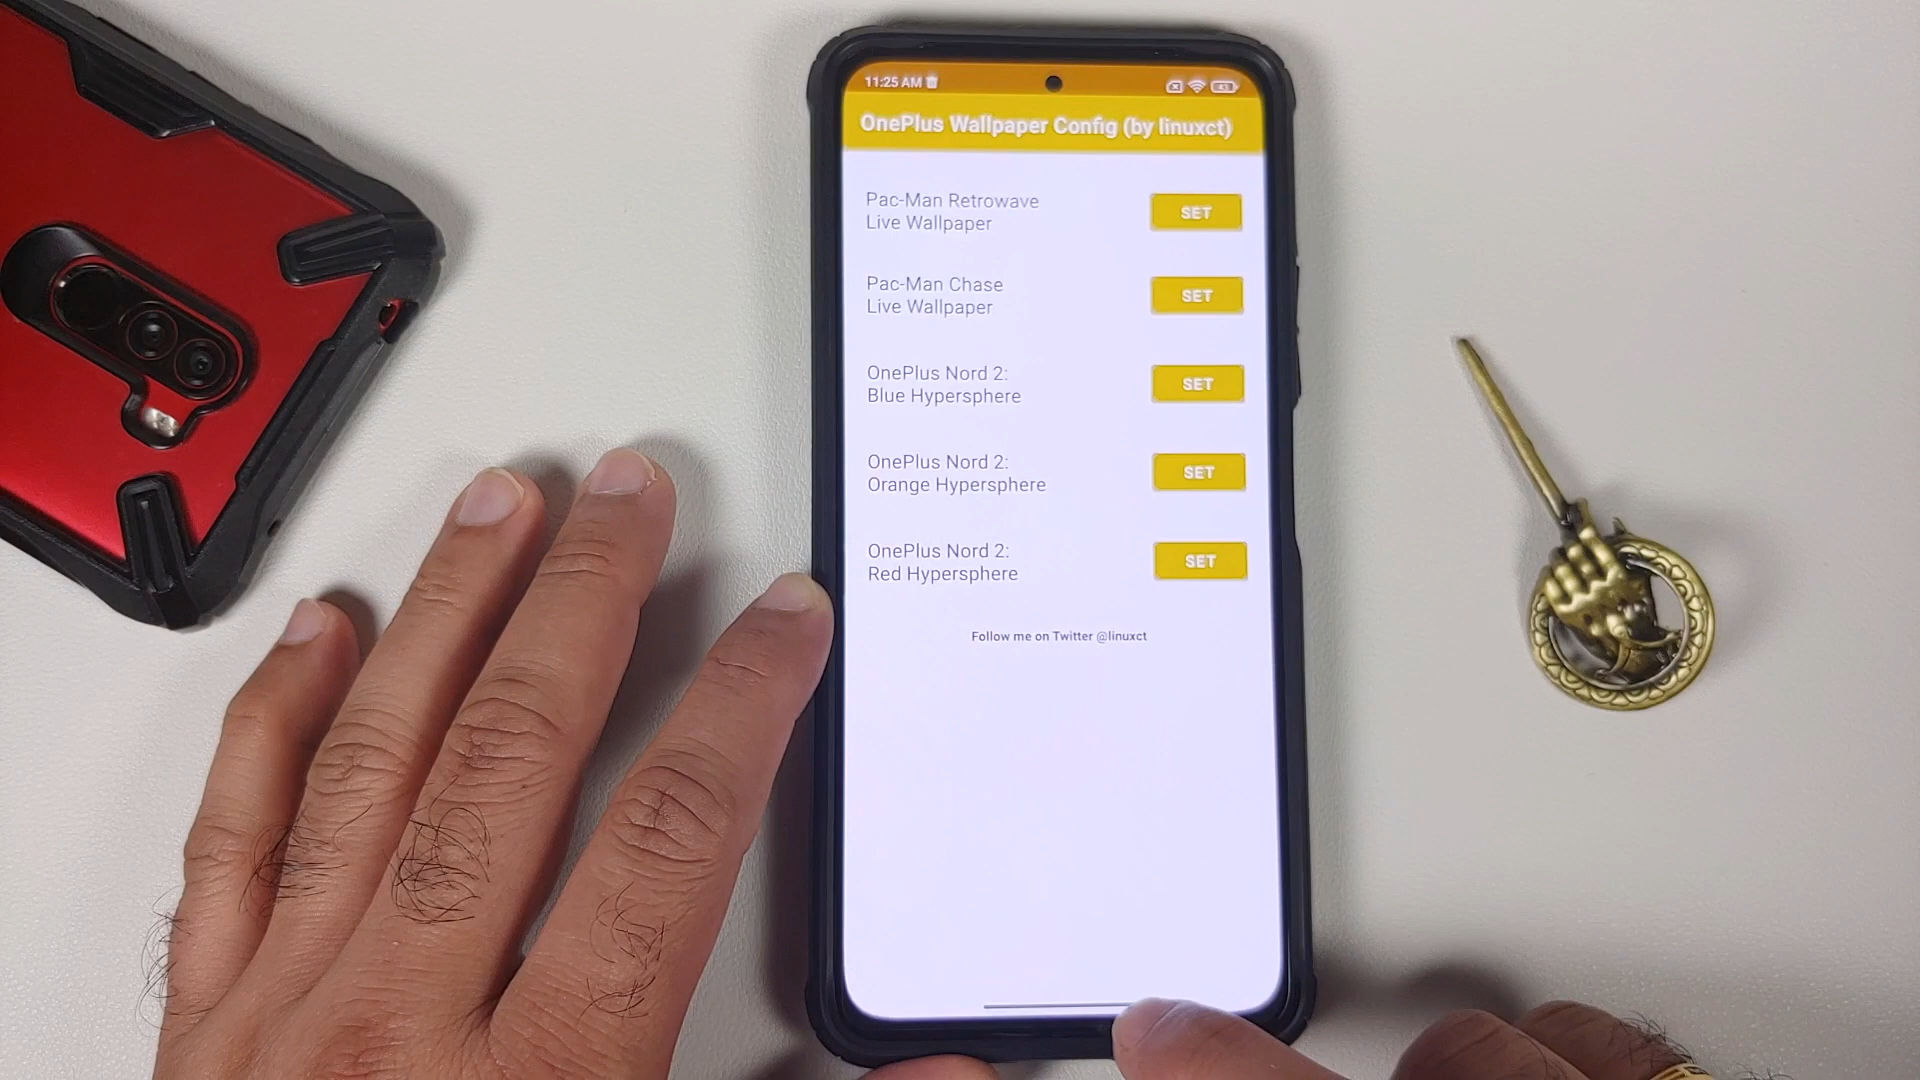 11:25 AM
43
OnePlus Wallpaper Config (by linuxct)
Pac-Man Retrowave
Live Wallpaper
SET
Pac-Man Chase
Live Wallpaper
SET
OnePlus Nord 2:
Blue Hypersphere
SET
OnePlus Nord 2:
Orange Hypersphere
SET
OnePlus Nord 2:
Red Hypersphere
SET
Follow me on Twitter @linuxct